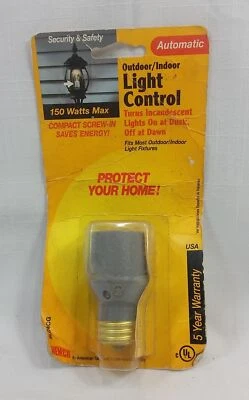 Security & Safety
Automatic
Outdoor/Indoor
Light
Control
150 Watts Max
Turns Incandescent
Lights On at Dusk,
Off at Dawn
COMPACT SCREW-IN
SAVES ENERGY!
Fits Most Outdoor/Indoor
Light Fixtures
PROTECT
YOUR HOME!
USA
5 Year Warranty
UL